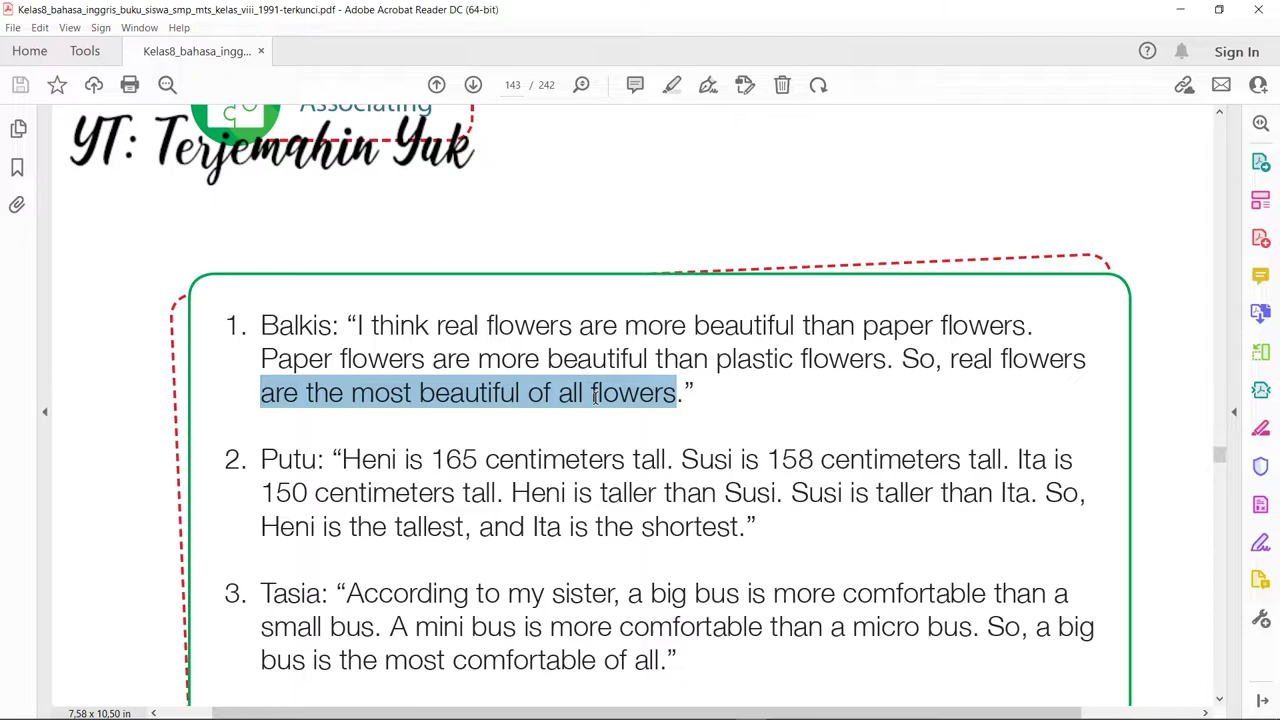 Kelas8_bahasa_inggris_buku_siswa_smp_mts_kelas_viii_1991-terkunci.pdf - Adobe Acrobat Reader DC (64-bit)
File Edit View Sign Window Help
Home Tools Kelas8_bahasa_ingg... × Sign In
143 / 242
Associating
YT: Terjemahin Yuk
1. Balkis: “I think real flowers are more beautiful than paper flowers.
Paper flowers are more beautiful than plastic flowers. So, real flowers
are the most beautiful of all flowers.”
2. Putu: “Heni is 165 centimeters tall. Susi is 158 centimeters tall. Ita is
150 centimeters tall. Heni is taller than Susi. Susi is taller than Ita. So,
Heni is the tallest, and Ita is the shortest.”
3. Tasia: “According to my sister, a big bus is more comfortable than a
small bus. A mini bus is more comfortable than a micro bus. So, a big
bus is the most comfortable of all.”
7,58 x 10,50 in